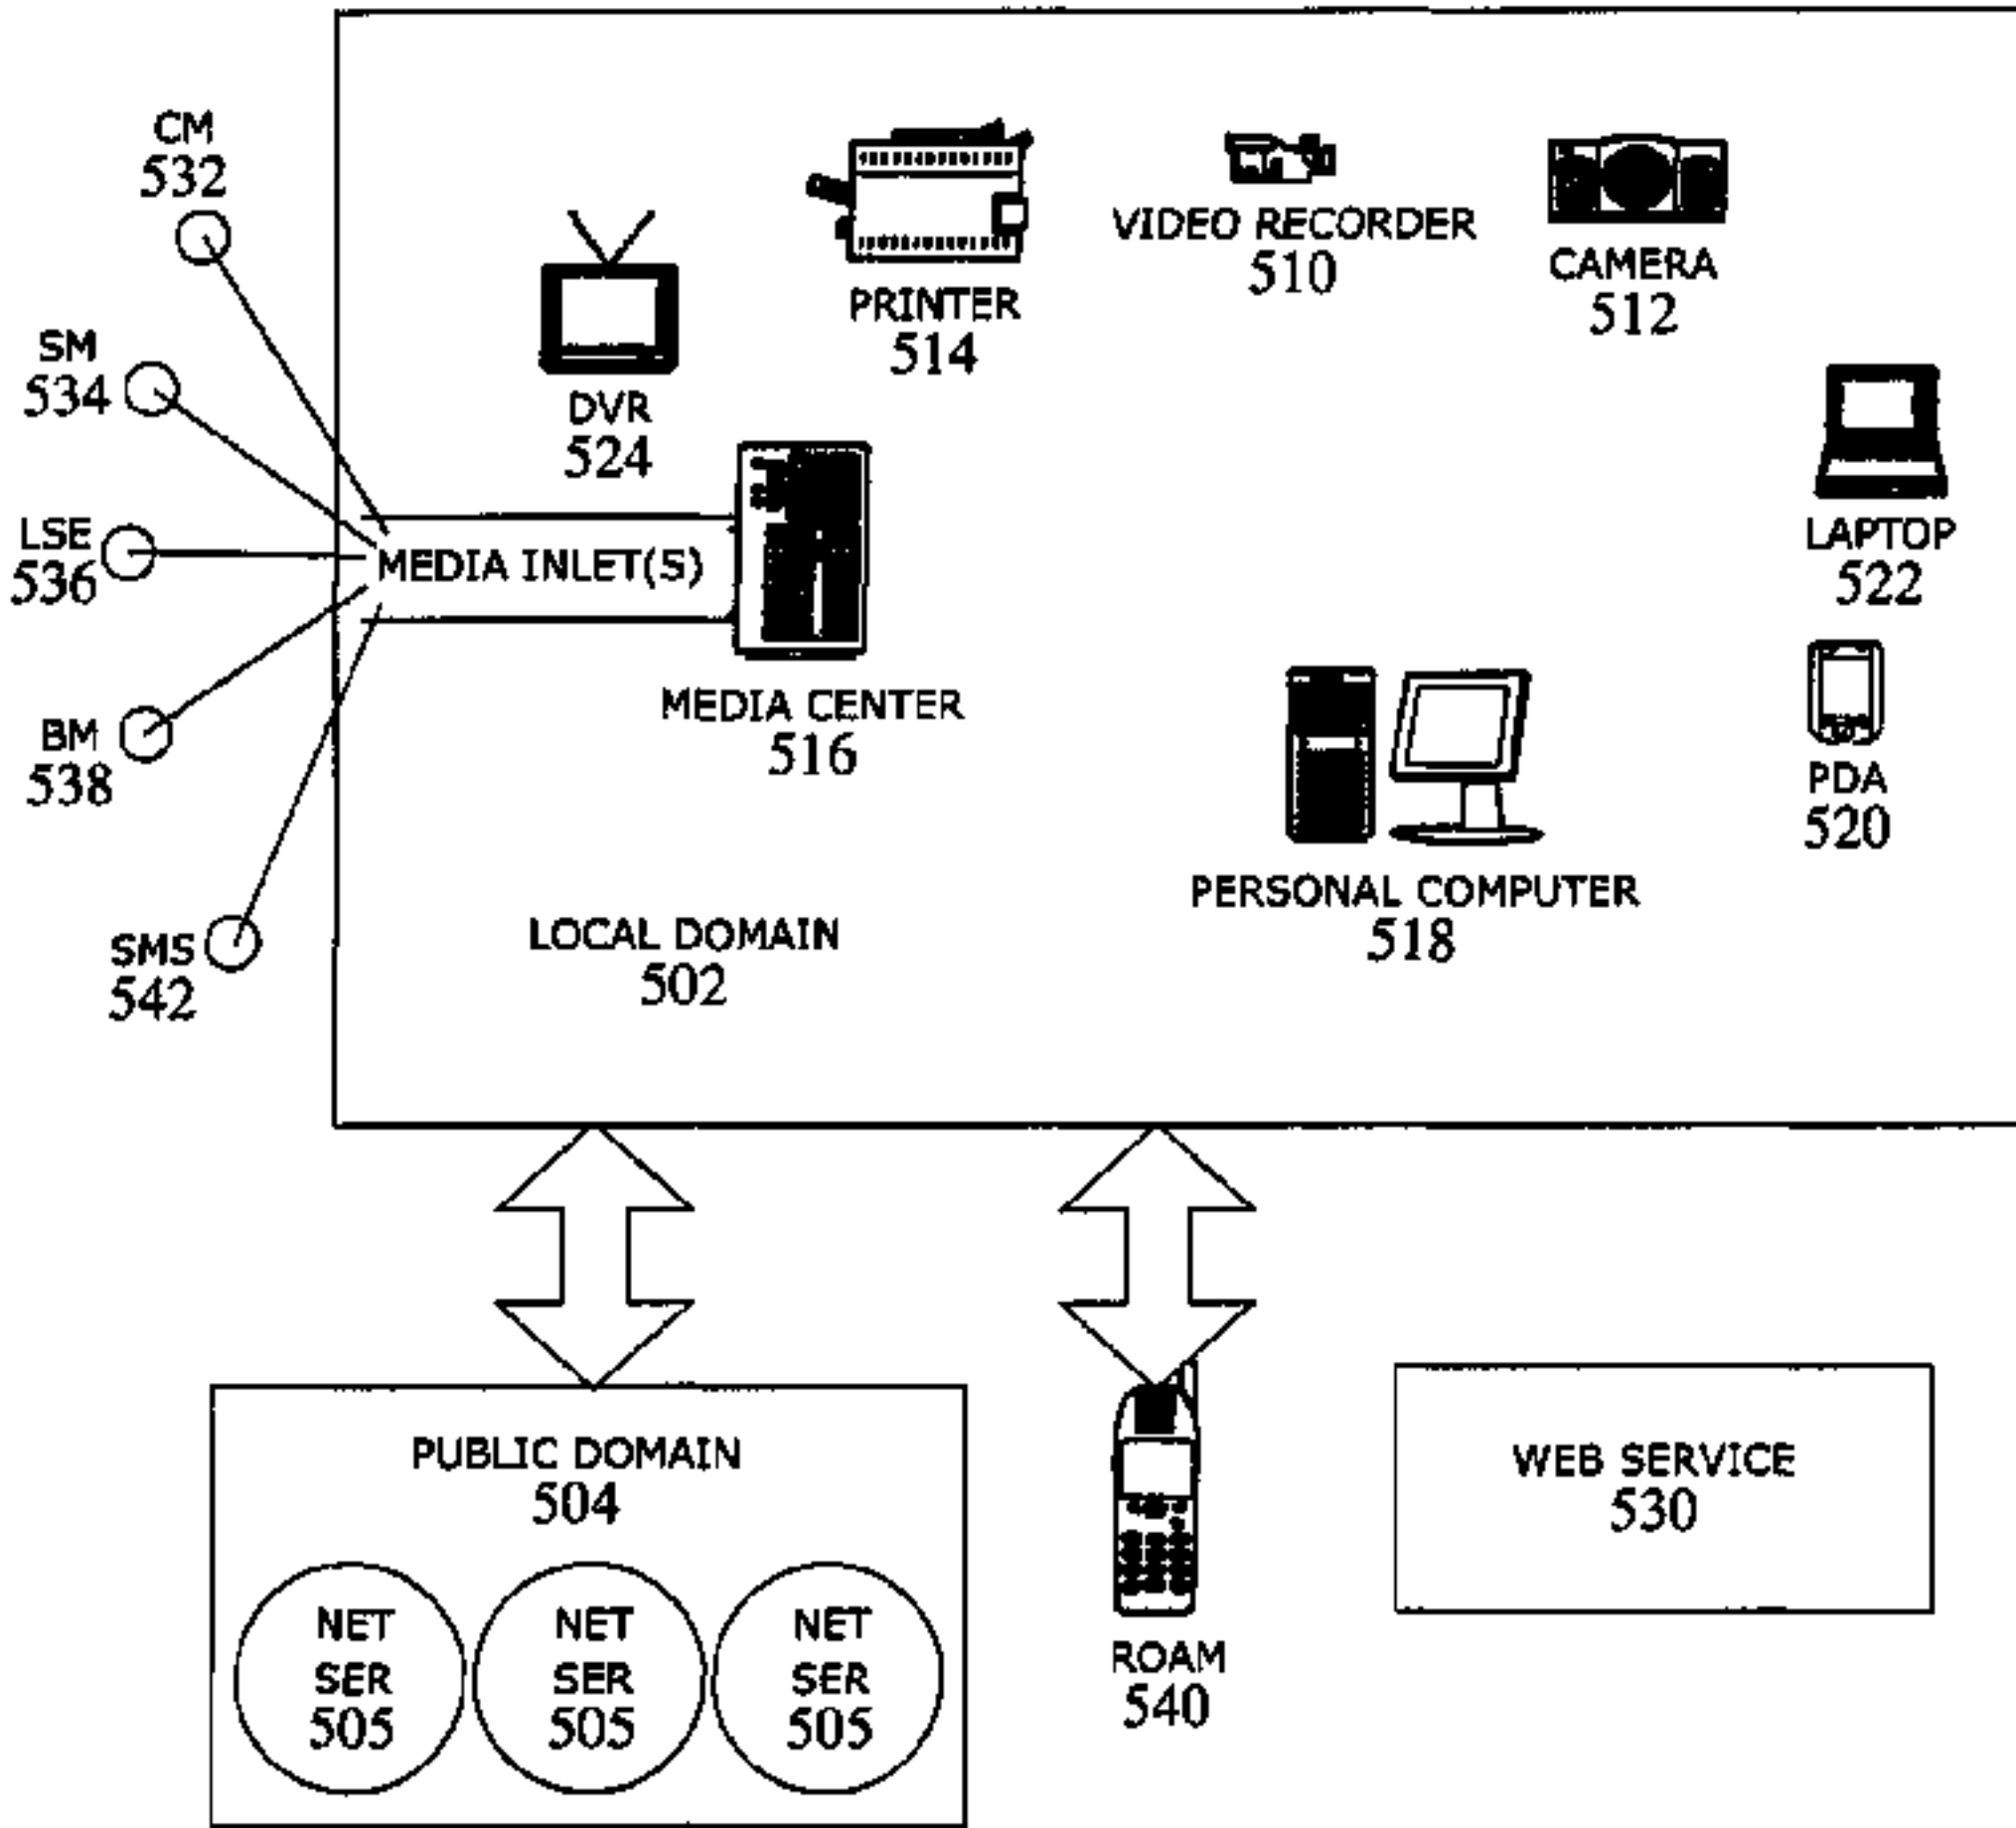 CM
532
SM
534
LSE
536
BM
538
SMS
542
DVR
524
PRINTER
514
VIDEO RECORDER
510
CAMERA
512
LAPTOP
522
MEDIA INLET(S)
MEDIA CENTER
516
PDA
520
PERSONAL COMPUTER
518
LOCAL DOMAIN
502
PUBLIC DOMAIN
504
NET
SER
505
NET
SER
505
NET
SER
505
ROAM
540
WEB SERVICE
530